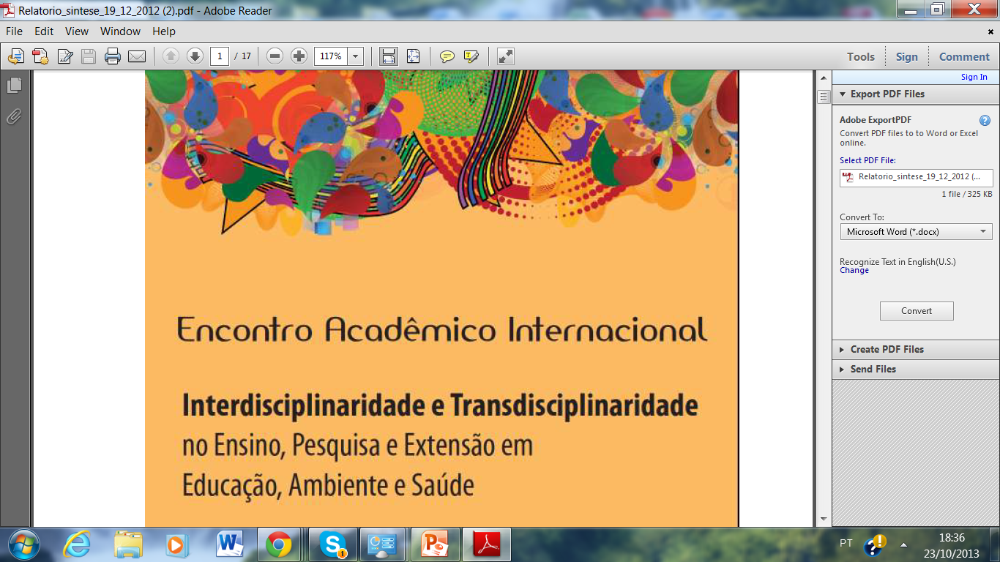 Relatorio_sintese_19_12_2012 (2).pdf - Adobe Reader
File Edit View Window Help
1 / 17 117% Tools Sign Comment
Sign In
Export PDF Files
Adobe ExportPDF
Convert PDF files to to Word or Excel
online.
Select PDF File:
Relatorio_sintese_19_12_2012 (...
1 file / 325 KB
Convert To:
Microsoft Word (*.docx)
Recognize Text in English(U.S.)
Change
Convert
Create PDF Files
Send Files
Encontro Acadêmico Internacional
Interdisciplinaridade e Transdisciplinaridade
no Ensino, Pesquisa e Extensão em
Educação, Ambiente e Saúde
PT
18:36
23/10/2013